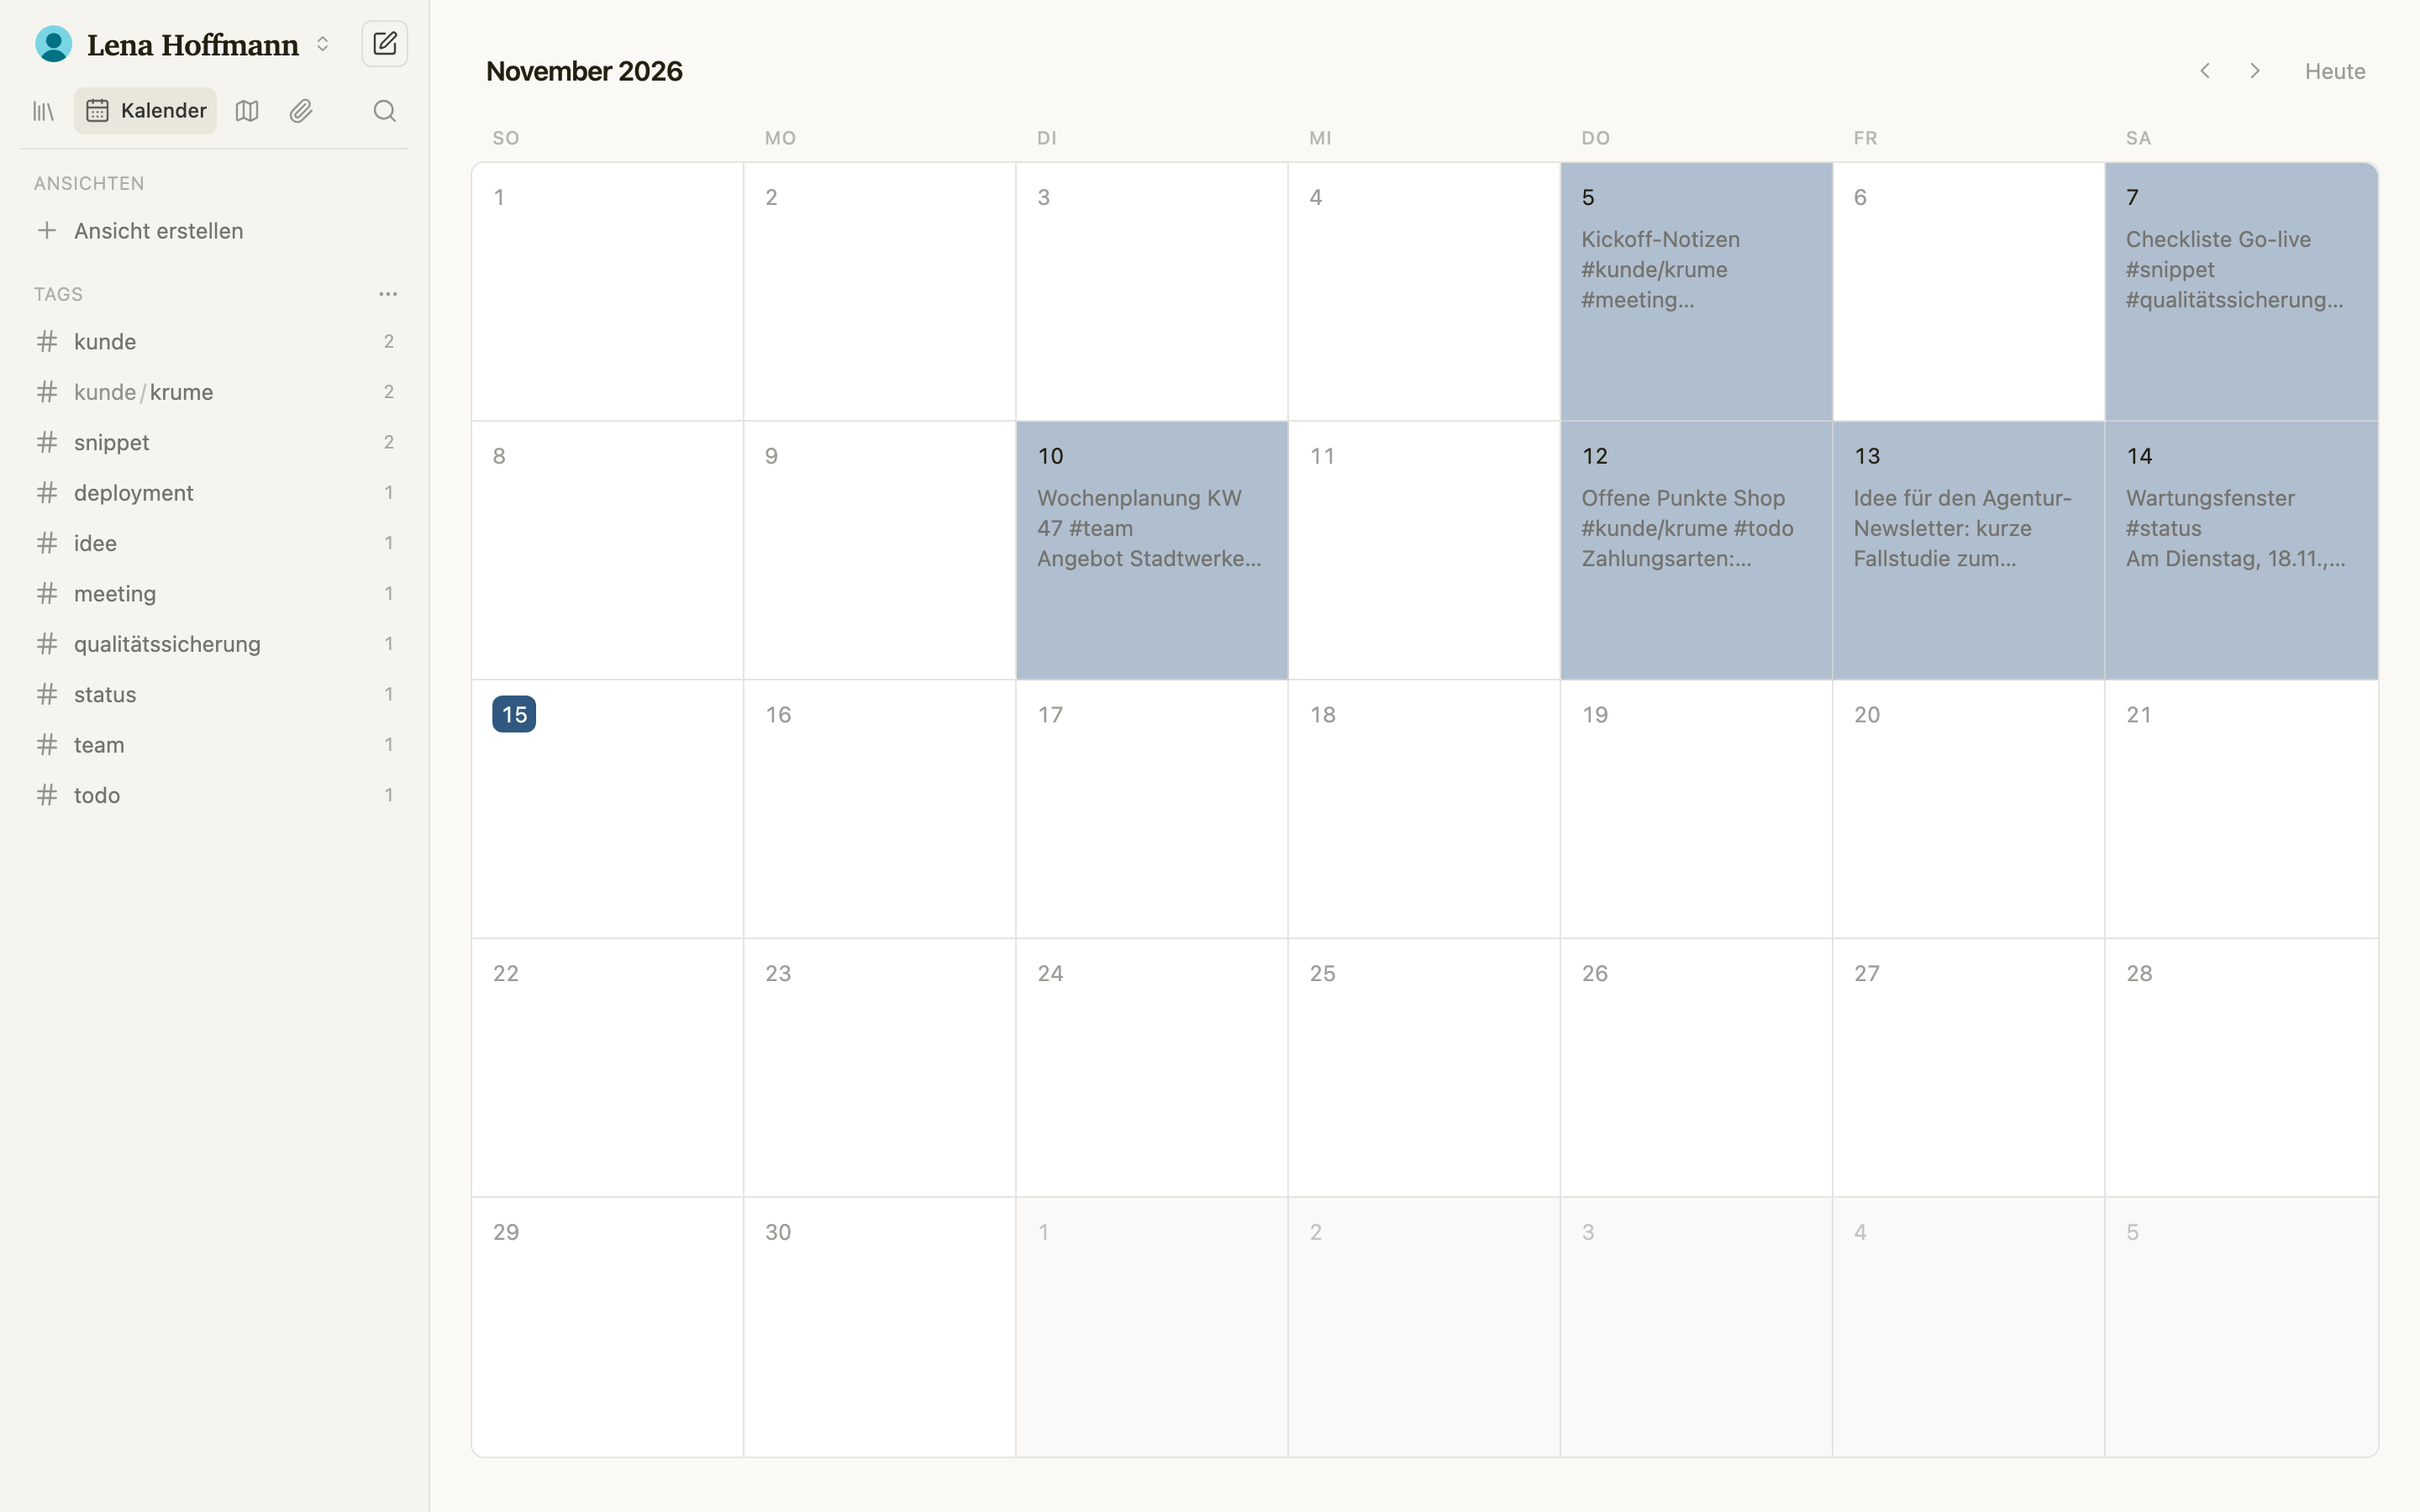 Lena Hoffmann
Kalender
ANSICHTEN
Ansicht erstellen
TAGS
kunde 2
kunde/krume 2
snippet 2
deployment 1
idee 1
meeting 1
qualitätssicherung 1
status 1
team 1
todo 1
November 2026
Heute
SO MO DI MI DO FR SA
1 2 3 4 5 6 7
Kickoff-Notizen
#kunde/krume
#meeting...
Checkliste Go-live
#snippet
#qualitätssicherung...
8 9 10 11 12 13 14
Wochenplanung KW
47 #team
Angebot Stadtwerke...
Offene Punkte Shop
#kunde/krume #todo
Zahlungsarten:...
Idee für den Agentur-
Newsletter: kurze
Fallstudie zum...
Wartungsfenster
#status
Am Dienstag, 18.11.,...
15 16 17 18 19 20 21
22 23 24 25 26 27 28
29 30 1 2 3 4 5